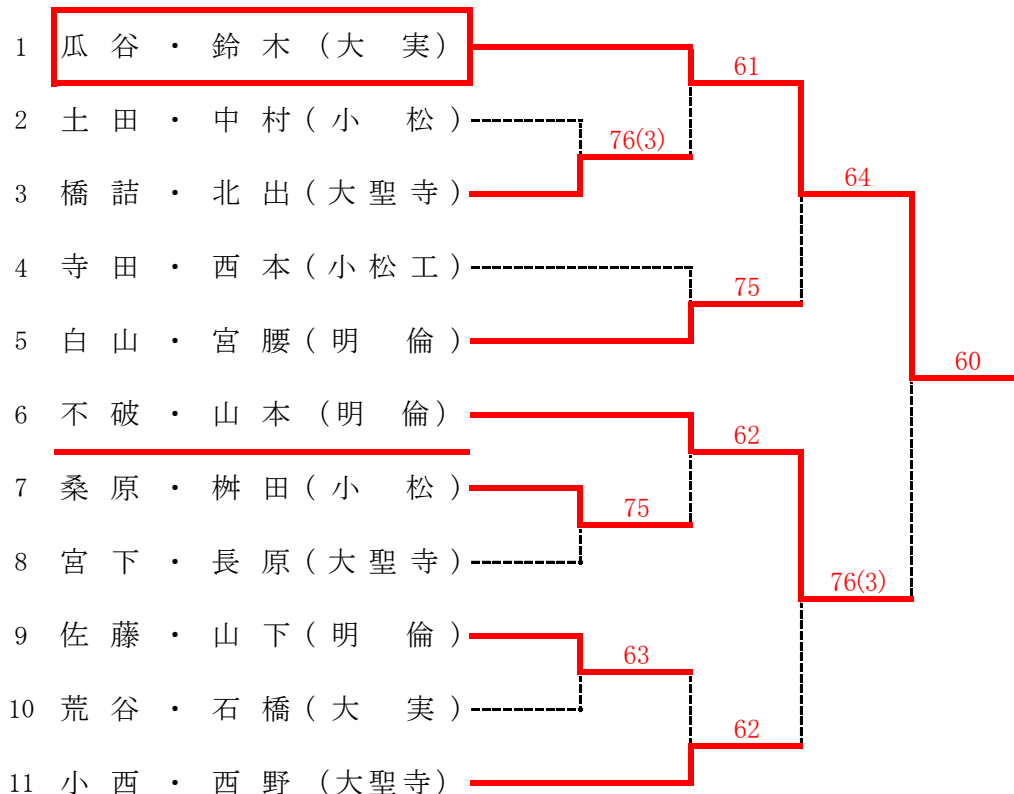 1 瓜谷・鈴木(大 実)
61
2 土田・中村(小 松)
76(3)
3 橋詰・北出(大聖寺)
64
4 寺田・西本(小松工)
75
5 白山・宮腰(明 倫)
60
6 不破・山本(明 倫)
62
7 桑原・桝田(小 松)
75
8 宮下・長原(大聖寺)
76(3)
9 佐藤・山下(明 倫)
63
10 荒谷・石橋(大 実)
62
11 小西・西野(大聖寺)